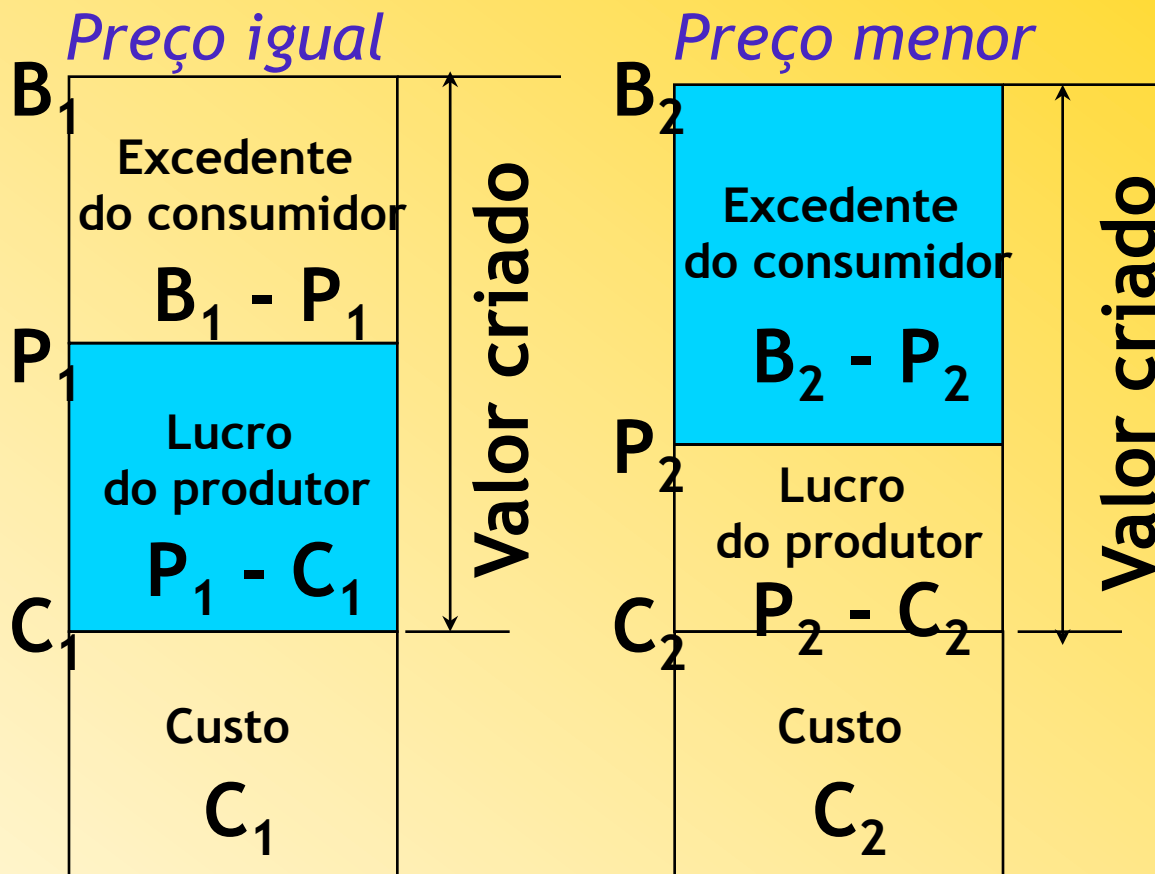 Preço igual
B₁
Excedente
do consumidor
B₁ - P₁
P₁
Lucro
do produtor
P₁ - C₁
C₁
Custo
C₁
Valor criado
Preço menor
B₂
Excedente
do consumidor
B₂ - P₂
P₂
Lucro
do produtor
P₂ - C₂
C₂
Custo
C₂
Valor criado